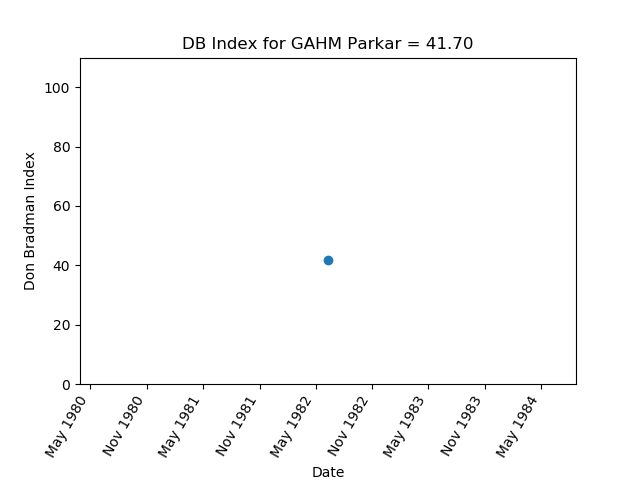 DB Index for GAHM Parkar = 41.70
Don Bradman Index
100
80
60
40
20
0
May 1980
Nov 1980
May 1981
Nov 1981
May 1982
Nov 1982
May 1983
Nov 1983
May 1984
Date